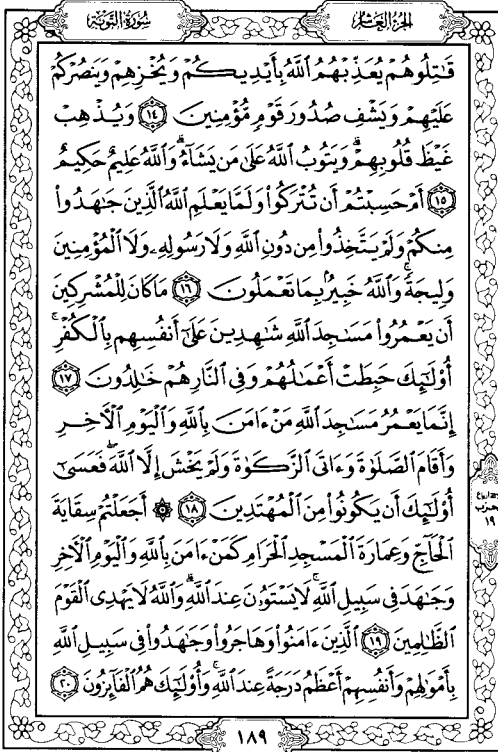 سُورَةُ التَّوْبَةِ
الجُزْءُ العَاشِرُ
قَٰتِلُوهُمْ يُعَذِّبْهُمُ ٱللَّهُ بِأَيْدِيكُمْ وَيُخْزِهِمْ وَيَنصُرْكُمْ
عَلَيْهِمْ وَيَشْفِ صُدُورَ قَوْمٍ مُّؤْمِنِينَ ١٤ وَيُذْهِبْ
غَيْظَ قُلُوبِهِمْ ۗ وَيَتُوبُ ٱللَّهُ عَلَىٰ مَن يَشَآءُ ۗ وَٱللَّهُ عَلِيمٌ حَكِيمٌ
١٥ أَمْ حَسِبْتُمْ أَن تُتْرَكُوا۟ وَلَمَّا يَعْلَمِ ٱللَّهُ ٱلَّذِينَ جَٰهَدُوا۟
مِنكُمْ وَلَمْ يَتَّخِذُوا۟ مِن دُونِ ٱللَّهِ وَلَا رَسُولِهِۦ وَلَا ٱلْمُؤْمِنِينَ
وَلِيجَةً ۚ وَٱللَّهُ خَبِيرٌۢ بِمَا تَعْمَلُونَ ١٦ مَا كَانَ لِلْمُشْرِكِينَ
أَن يَعْمُرُوا۟ مَسَٰجِدَ ٱللَّهِ شَٰهِدِينَ عَلَىٰٓ أَنفُسِهِم بِٱلْكُفْرِ ۚ
أُو۟لَٰٓئِكَ حَبِطَتْ أَعْمَٰلُهُمْ وَفِى ٱلنَّارِ هُمْ خَٰلِدُونَ ١٧
إِنَّمَا يَعْمُرُ مَسَٰجِدَ ٱللَّهِ مَنْ ءَامَنَ بِٱللَّهِ وَٱلْيَوْمِ ٱلْءَاخِرِ
وَأَقَامَ ٱلصَّلَوٰةَ وَءَاتَى ٱلزَّكَوٰةَ وَلَمْ يَخْشَ إِلَّا ٱللَّهَ ۖ فَعَسَىٰٓ
أُو۟لَٰٓئِكَ أَن يَكُونُوا۟ مِنَ ٱلْمُهْتَدِينَ ١٨ ۞ أَجَعَلْتُمْ سِقَايَةَ
ٱلْحَآجِّ وَعِمَارَةَ ٱلْمَسْجِدِ ٱلْحَرَامِ كَمَنْ ءَامَنَ بِٱللَّهِ وَٱلْيَوْمِ ٱلْءَاخِرِ
وَجَٰهَدَ فِى سَبِيلِ ٱللَّهِ ۚ لَا يَسْتَوُۥنَ عِندَ ٱللَّهِ ۗ وَٱللَّهُ لَا يَهْدِى ٱلْقَوْمَ
ٱلظَّٰلِمِينَ ١٩ ٱلَّذِينَ ءَامَنُوا۟ وَهَاجَرُوا۟ وَجَٰهَدُوا۟ فِى سَبِيلِ ٱللَّهِ
بِأَمْوَٰلِهِمْ وَأَنفُسِهِمْ أَعْظَمُ دَرَجَةً عِندَ ٱللَّهِ ۚ وَأُو۟لَٰٓئِكَ هُمُ ٱلْفَآئِزُونَ ٢٠
١٨٩
١٩